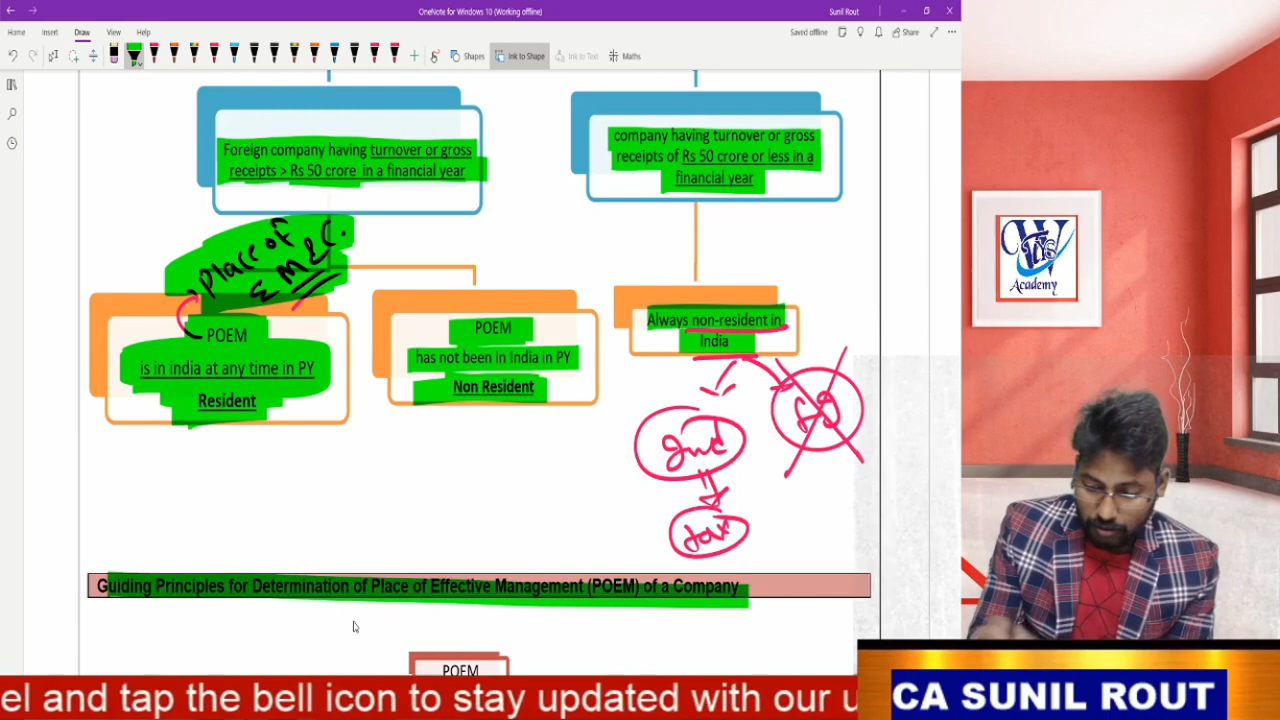 OneNote for Windows 10 (Working offline)
Sunil Rout
Home Insert Draw View Help
Saved offline
Share
Shapes
Ink to Shape
Ink to Text
Maths
Foreign company having turnover or gross
receipts > Rs 50 crore in a financial year
company having turnover or gross
receipts of Rs 50 crore or less in a
financial year
Place of
E M & C.
POEM
is in india at any time in PY
Resident
POEM
has not been in India in PY
Non Resident
Always non-resident in
India
Ind
tax
Guiding Principles for Determination of Place of Effective Management (POEM) of a Company
POEM
Academy
el and tap the bell icon to stay updated with our u
CA SUNIL ROUT